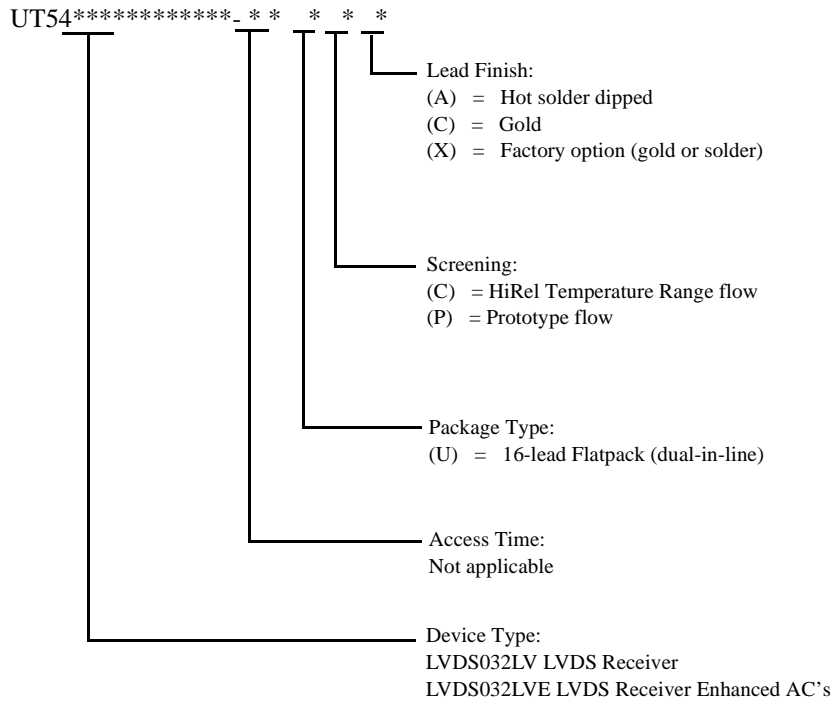 UT54************- * * * * *
Lead Finish:
(A) = Hot solder dipped
(C) = Gold
(X) = Factory option (gold or solder)
Screening:
(C) = HiRel Temperature Range flow
(P) = Prototype flow
Package Type:
(U) = 16-lead Flatpack (dual-in-line)
Access Time:
Not applicable
Device Type:
LVDS032LV LVDS Receiver
LVDS032LVE LVDS Receiver Enhanced AC's